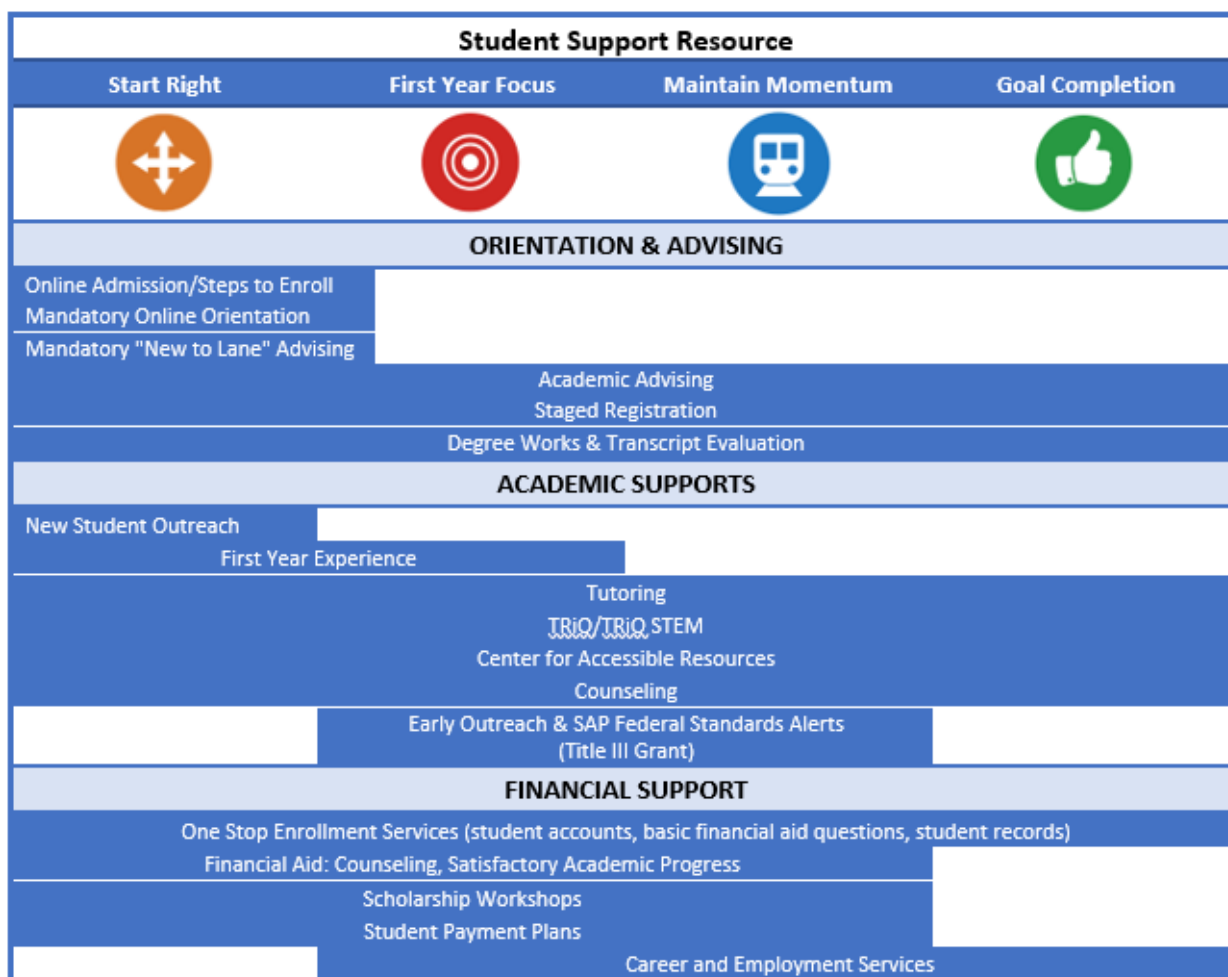 Student Support Resource
Start Right First Year Focus Maintain Momentum Goal Completion
ORIENTATION & ADVISING
Online Admission/Steps to Enroll
Mandatory Online Orientation
Mandatory "New to Lane" Advising
Academic Advising
Staged Registration
Degree Works & Transcript Evaluation
ACADEMIC SUPPORTS
New Student Outreach
First Year Experience
Tutoring
TRiO/TRiO STEM
Center for Accessible Resources
Counseling
Early Outreach & SAP Federal Standards Alerts
(Title III Grant)
FINANCIAL SUPPORT
One Stop Enrollment Services (student accounts, basic financial aid questions, student records)
Financial Aid: Counseling, Satisfactory Academic Progress
Scholarship Workshops
Student Payment Plans
Career and Employment Services